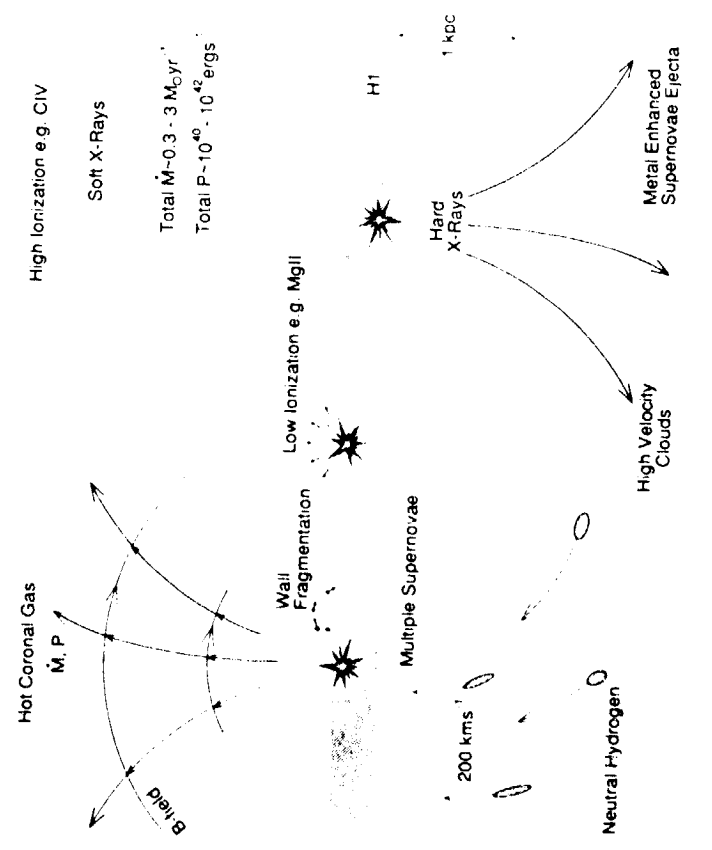 Hot Coronal Gas
Ṁ, P
B-field
High Ionization e.g. CIV
Soft X-Rays
Total Ṁ~0.3 - 3 M⊙yr⁻¹
Total P~10⁴⁰ - 10⁴² ergs⁻¹
Wall
Fragmentation
Low Ionization e.g. MgII
H1
1 kpc
Multiple Supernovae
Hard
X-Rays
200 kms⁻¹
Neutral Hydrogen
High Velocity
Clouds
Metal Enhanced
Supernovae Ejecta